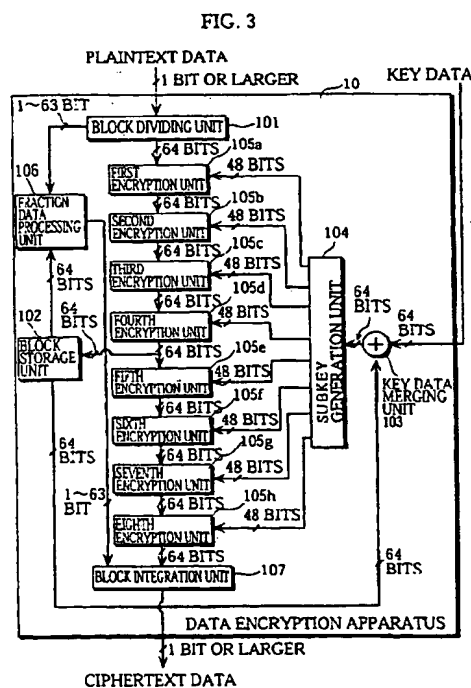 FIG. 3
PLAINTEXT DATA
1 BIT OR LARGER
KEY DATA
10
1~63 BIT
BLOCK DIVIDING UNIT
101
64 BITS
48 BITS
105a
106
FIRST ENCRYPTION UNIT
FRACTION DATA PROCESSING UNIT
64 BITS
48 BITS
105b
SECOND ENCRYPTION UNIT
104
64 BITS
48 BITS
105c
THIRD ENCRYPTION UNIT
64 BITS
64 BITS
48 BITS
105d
102
64 BITS
FOURTH ENCRYPTION UNIT
SUBKEY GENERATION UNIT
64 BITS
64 BITS
BLOCK STORAGE UNIT
64 BITS
48 BITS
105e
FIFTH ENCRYPTION UNIT
KEY DATA MERGING UNIT
103
64 BITS
48 BITS
105f
SIXTH ENCRYPTION UNIT
64 BITS
64 BITS
48 BITS
105g
1~63 BIT
SEVENTH ENCRYPTION UNIT
64 BITS
48 BITS
105h
EIGHTH ENCRYPTION UNIT
64 BITS
48 BITS
64 BITS
BLOCK INTEGRATION UNIT
107
DATA ENCRYPTION APPARATUS
1 BIT OR LARGER
CIPHERTEXT DATA